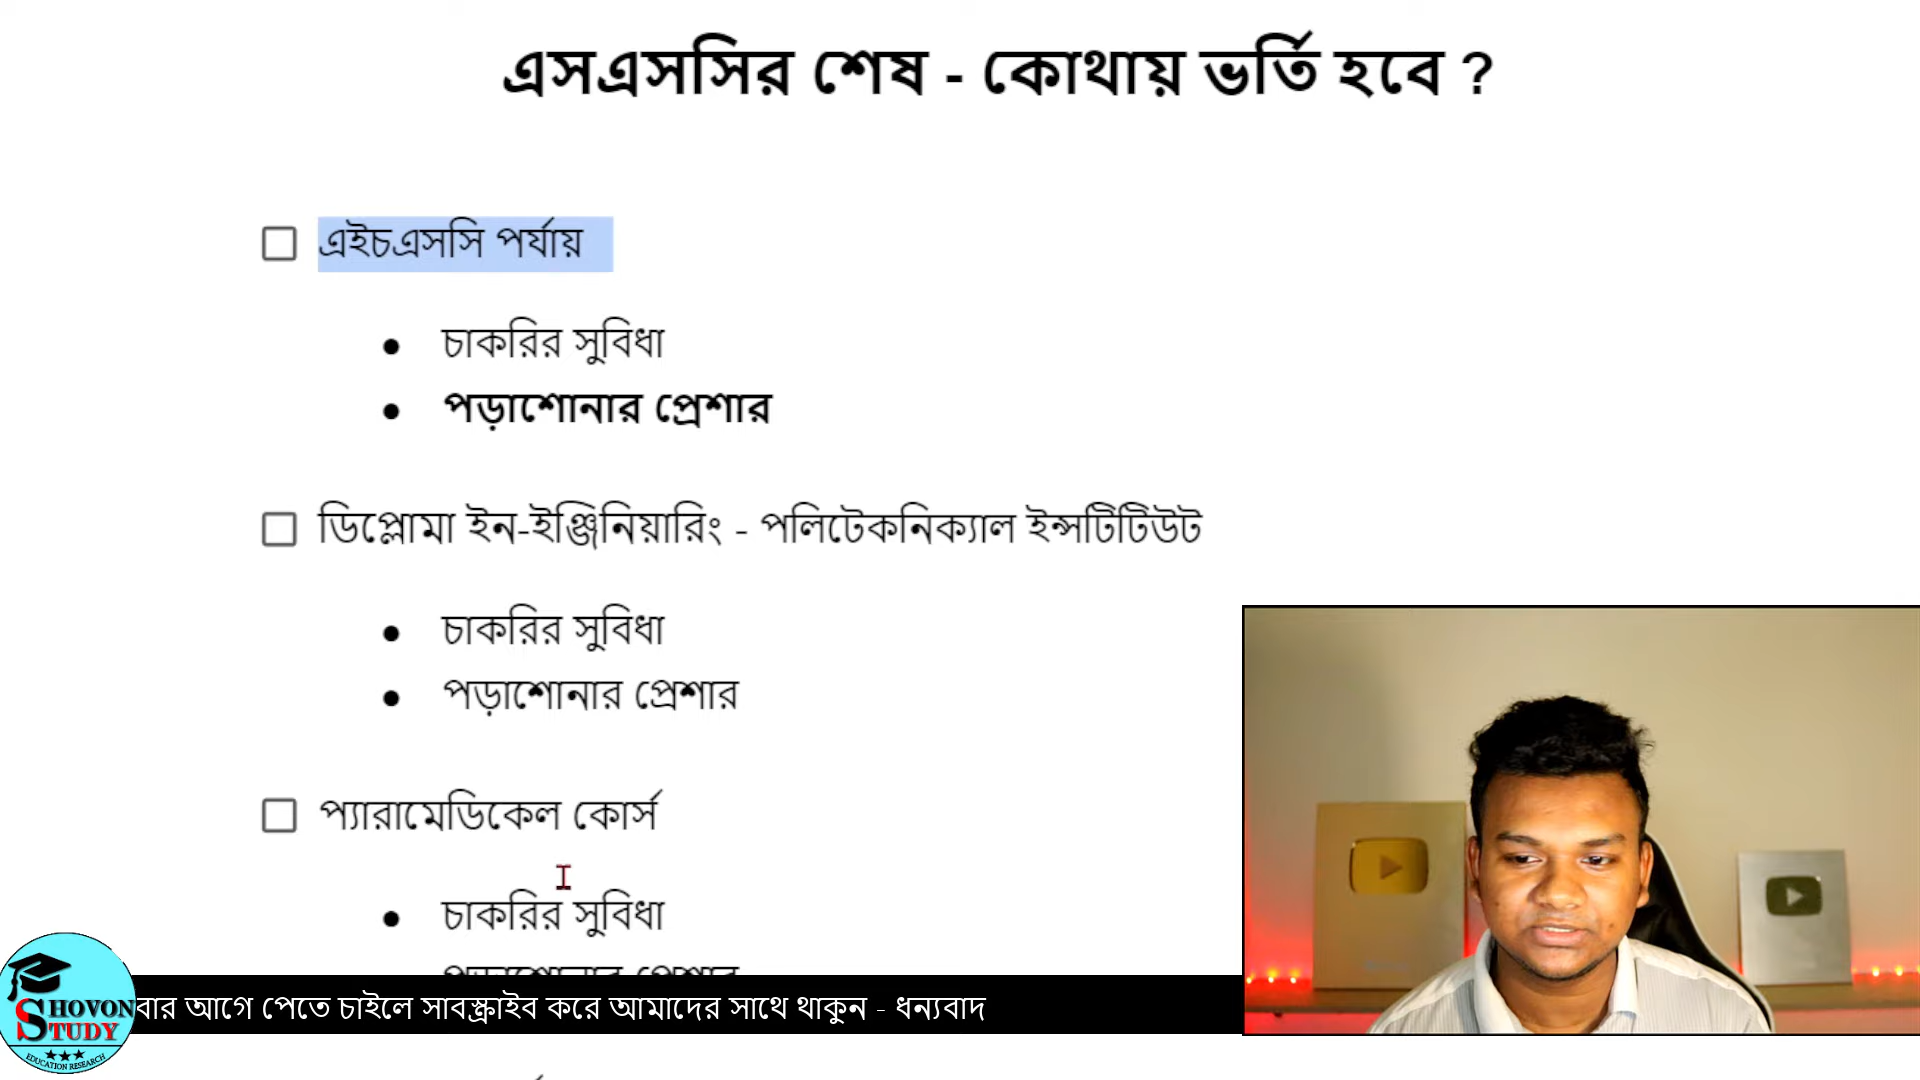 এসএসসির শেষ - কোথায় ভর্তি হবে ?
এইচএসসি পর্যায়
চাকরির সুবিধা
পড়াশোনার প্রেশার
ডিপ্লোমা ইন-ইঞ্জিনিয়ারিং - পলিটেকনিক্যাল ইন্সটিটিউট
চাকরির সুবিধা
পড়াশোনার প্রেশার
প্যারামেডিকেল কোর্স
চাকরির সুবিধা
পড়াশোনার প্রেশার
বার আগে পেতে চাইলে সাবস্ক্রাইব করে আমাদের সাথে থাকুন - ধন্যবাদ
SHOVON
STUDY
EDUCATION RESEARCH